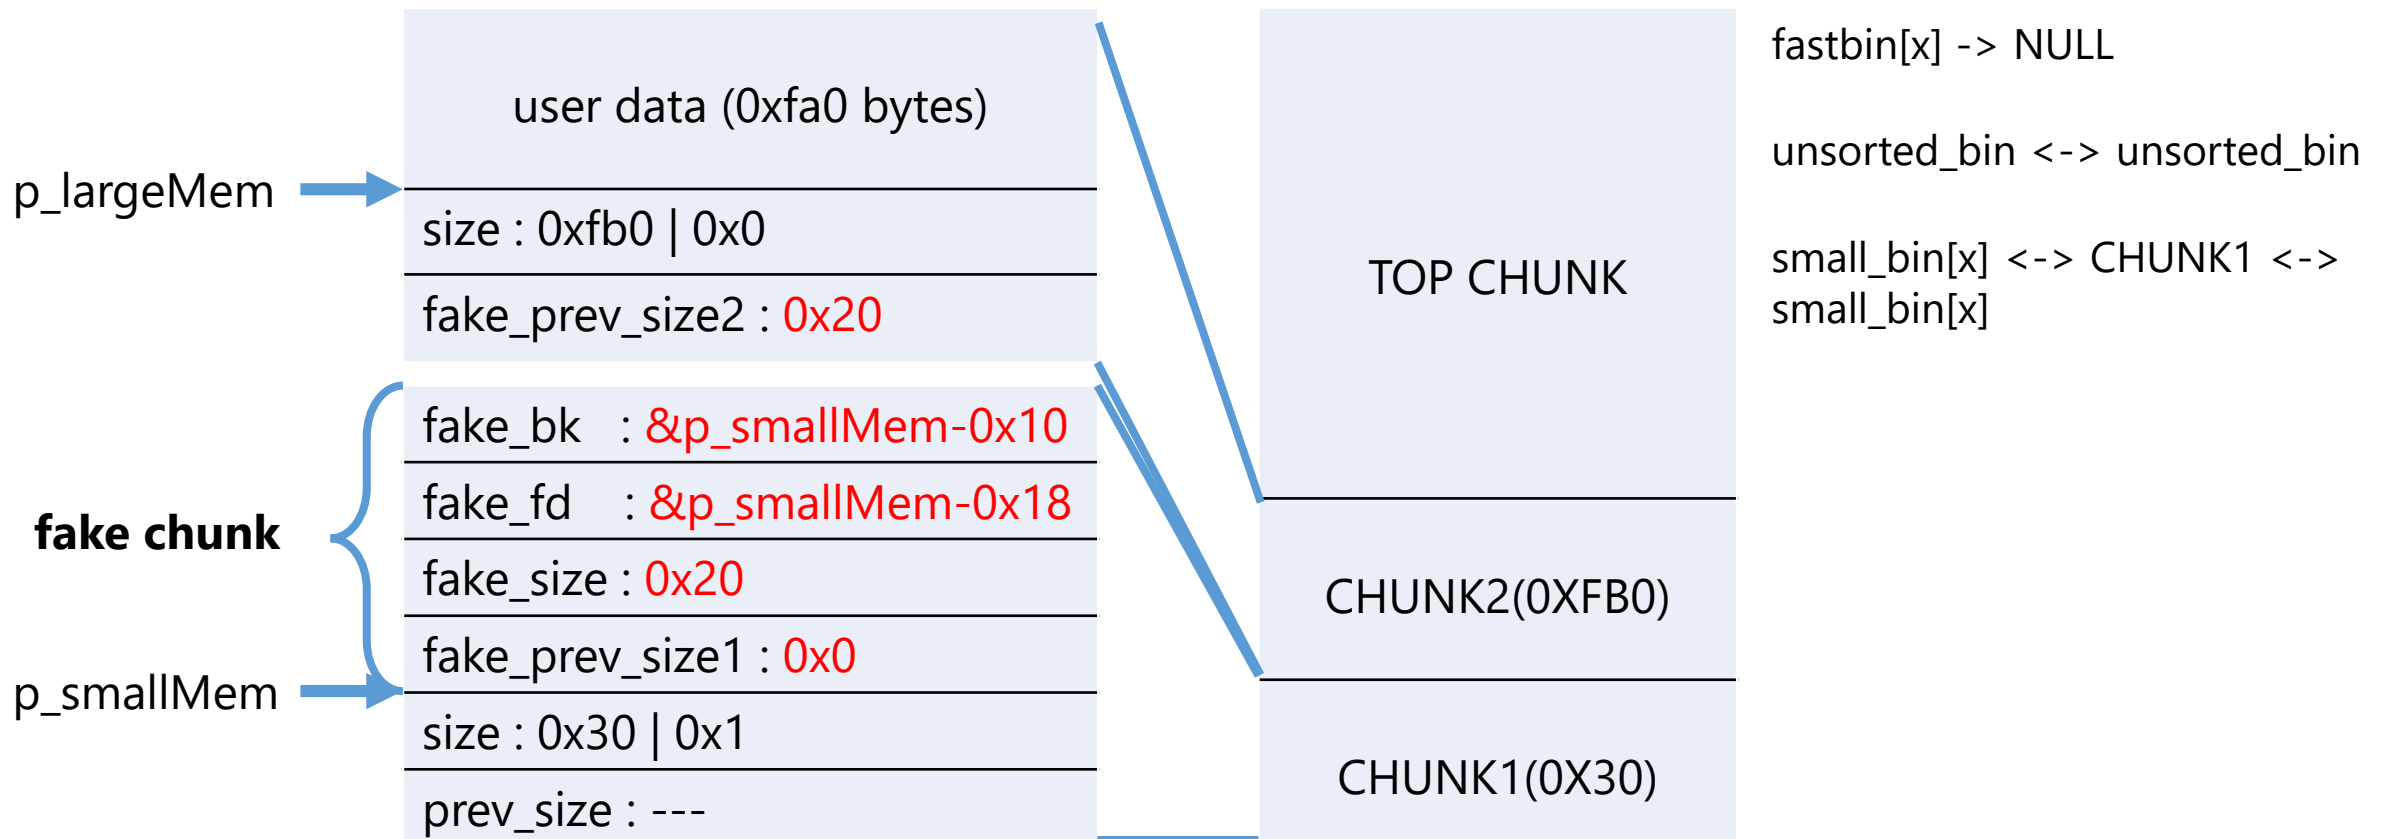 user data (0xfa0 bytes)
p_largeMem
size : 0xfb0 | 0x0
fake_prev_size2 : 0x20
fake_bk : &p_smallMem-0x10
fake_fd : &p_smallMem-0x18
fake chunk
fake_size : 0x20
fake_prev_size1 : 0x0
p_smallMem
size : 0x30 | 0x1
prev_size : ---
TOP CHUNK
CHUNK2(0XFB0)
CHUNK1(0X30)
fastbin[x] -> NULL
unsorted_bin <-> unsorted_bin
small_bin[x] <-> CHUNK1 <->
small_bin[x]